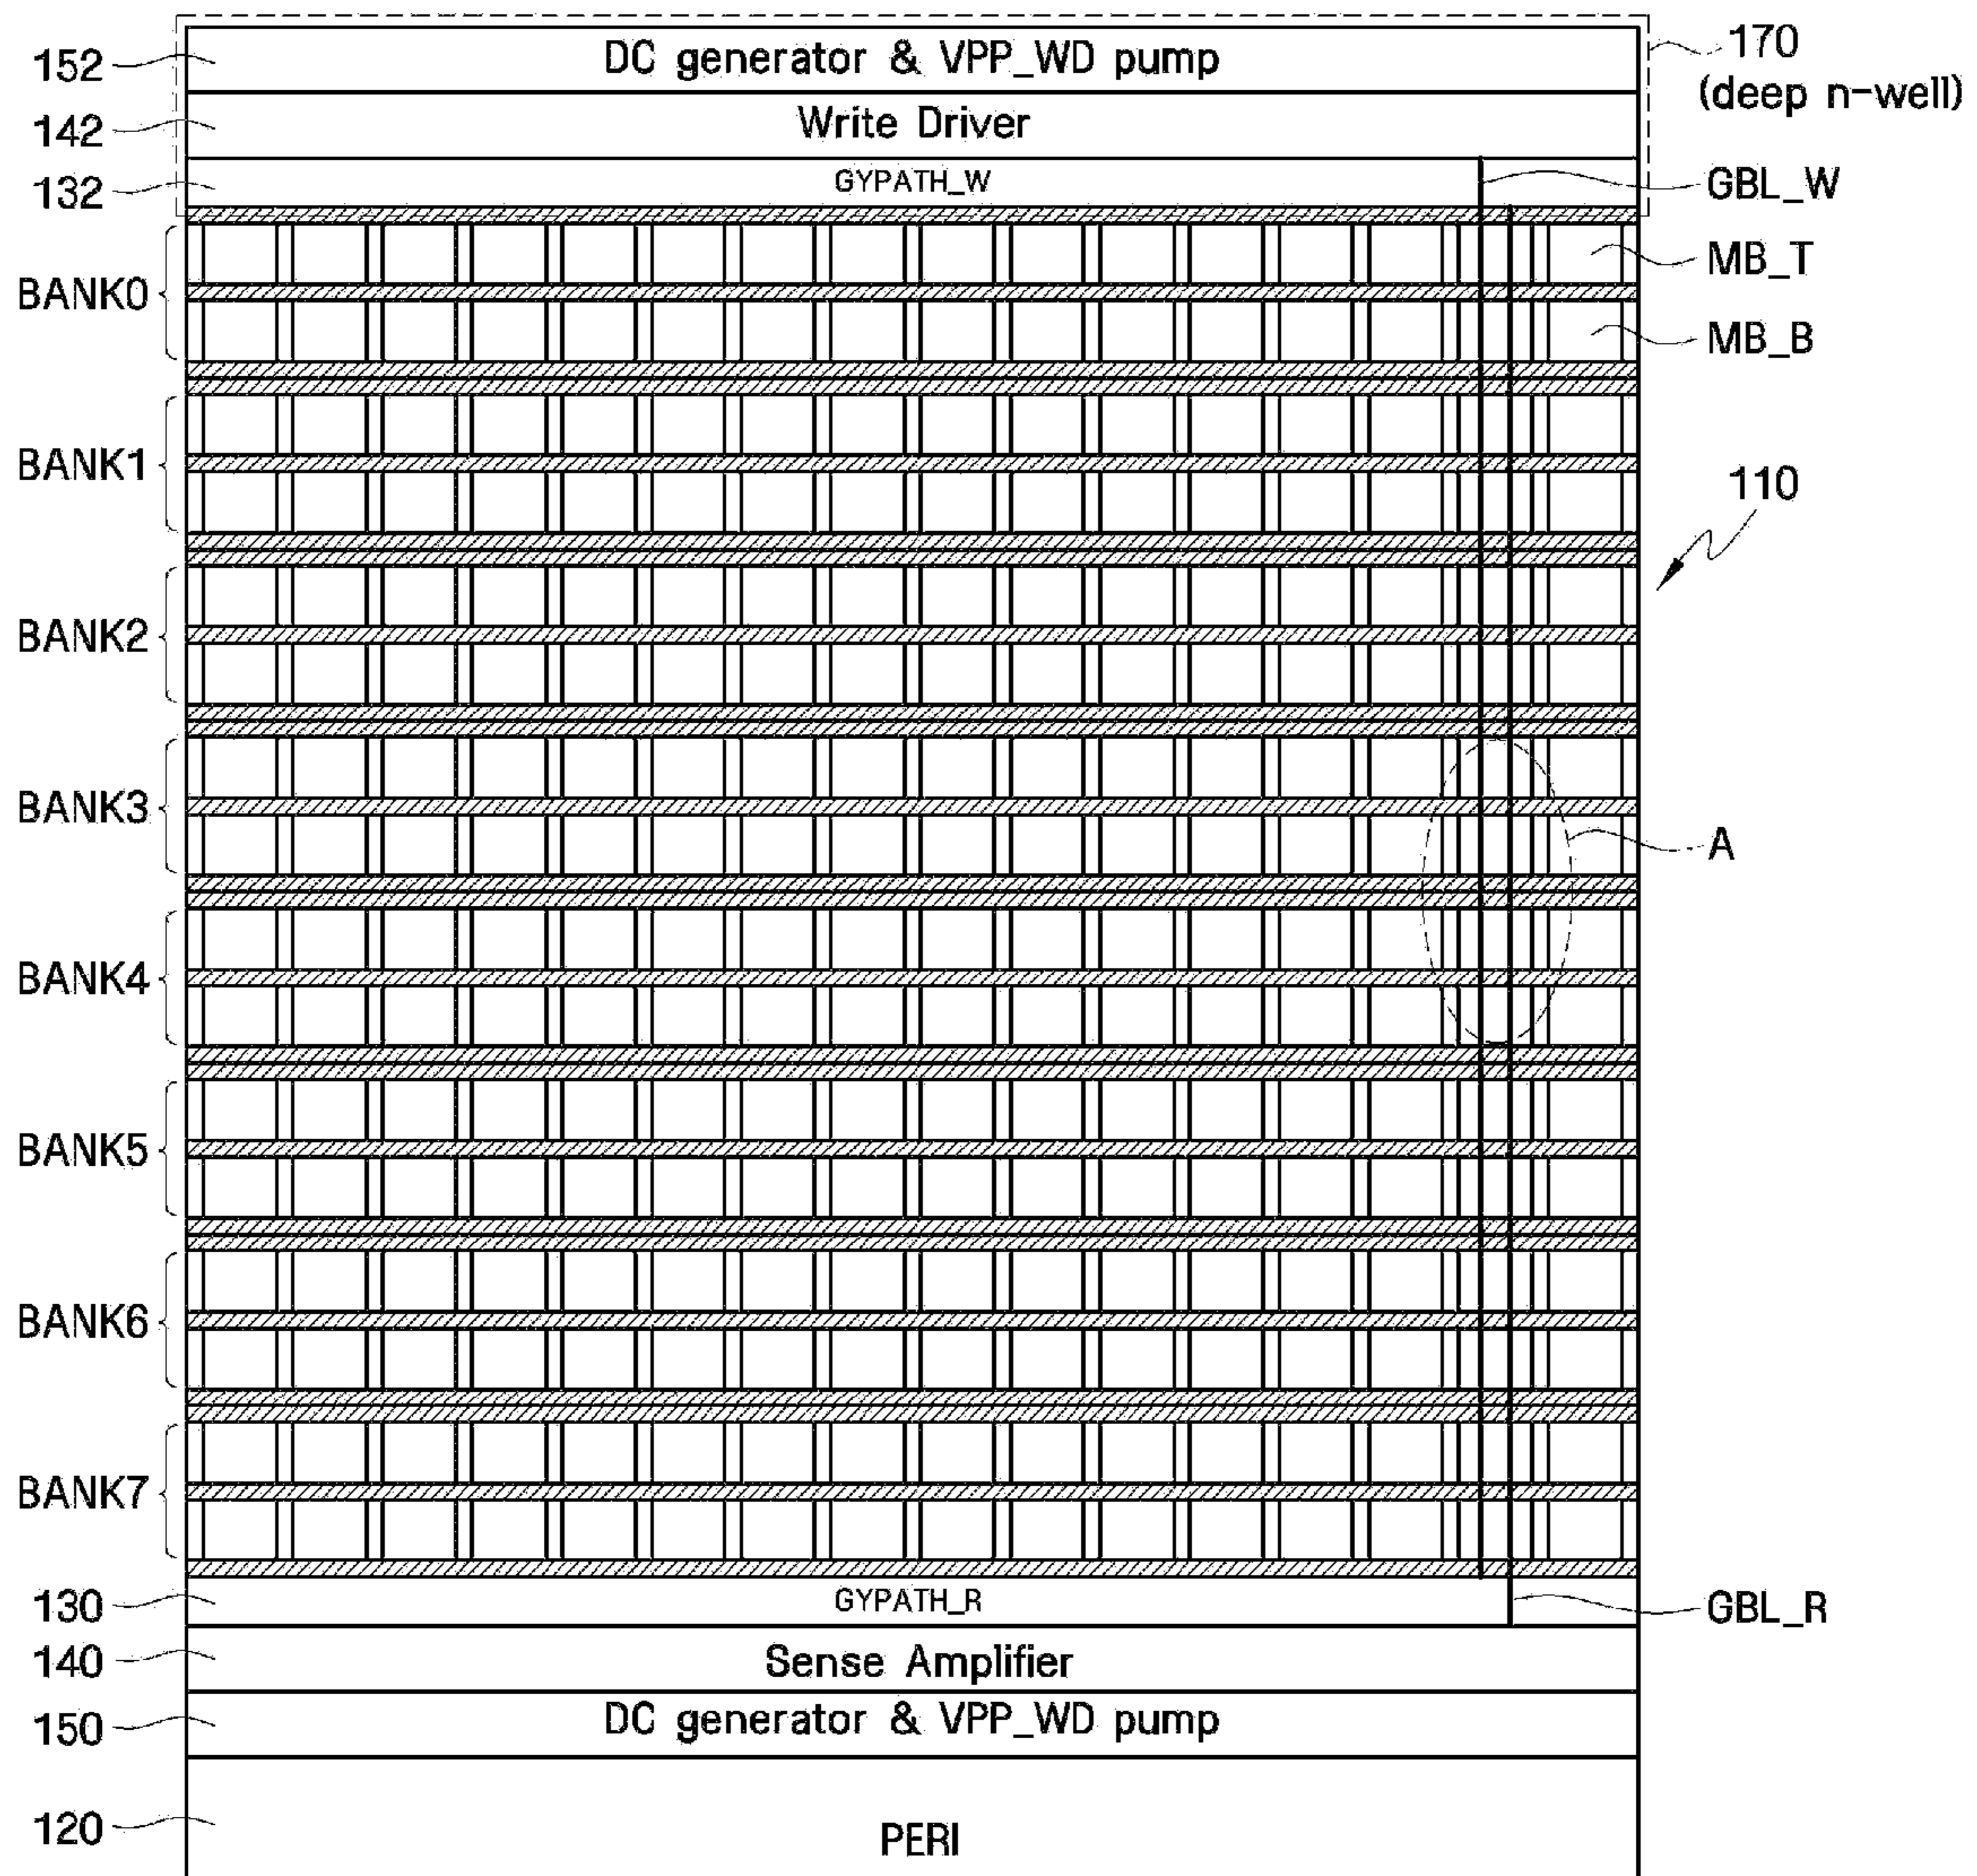 152
DC generator & VPP_WD pump
170
(deep n-well)
142
Write Driver
132
GYPATH_W
GBL_W
BANK0
MB_T
MB_B
BANK1
110
BANK2
BANK3
A
BANK4
BANK5
BANK6
BANK7
130
GYPATH_R
GBL_R
140
Sense Amplifier
150
DC generator & VPP_WD pump
120
PERI